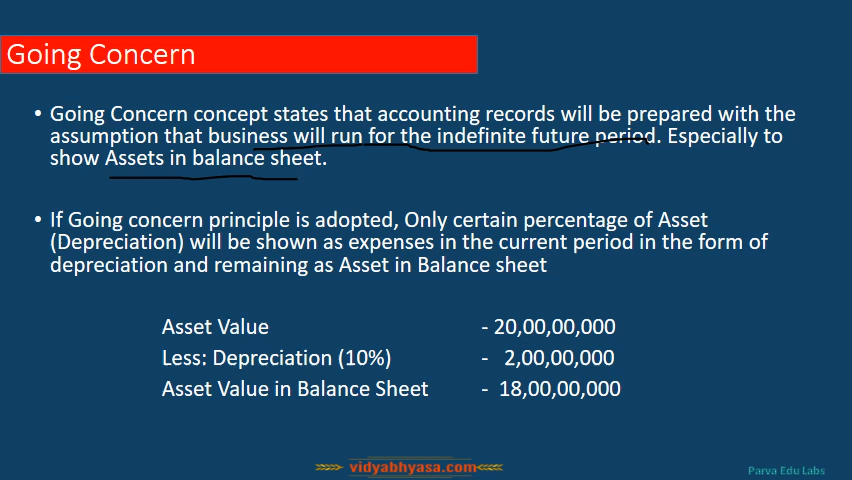 Going Concern
• Going Concern concept states that accounting records will be prepared with the
assumption that business will run for the indefinite future period. Especially to
show Assets in balance sheet.
• If Going concern principle is adopted, Only certain percentage of Asset
(Depreciation) will be shown as expenses in the current period in the form of
depreciation and remaining as Asset in Balance sheet
Asset Value - 20,00,00,000
Less: Depreciation (10%) - 2,00,00,000
Asset Value in Balance Sheet - 18,00,00,000
vidyabhyasa.com
Parva Edu Labs